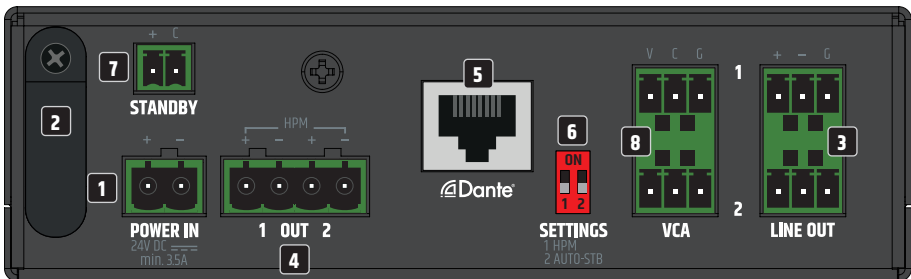 + C
7
STANDBY
2
1
+ −
POWER IN
24V DC
min. 3.5A
HPM
+ − + −
1 OUT 2
4
5
Dante
6
ON
1 2
SETTINGS
1 HPM
2 AUTO-STB
V C G
8
VCA
1
2
+ − G
3
LINE OUT